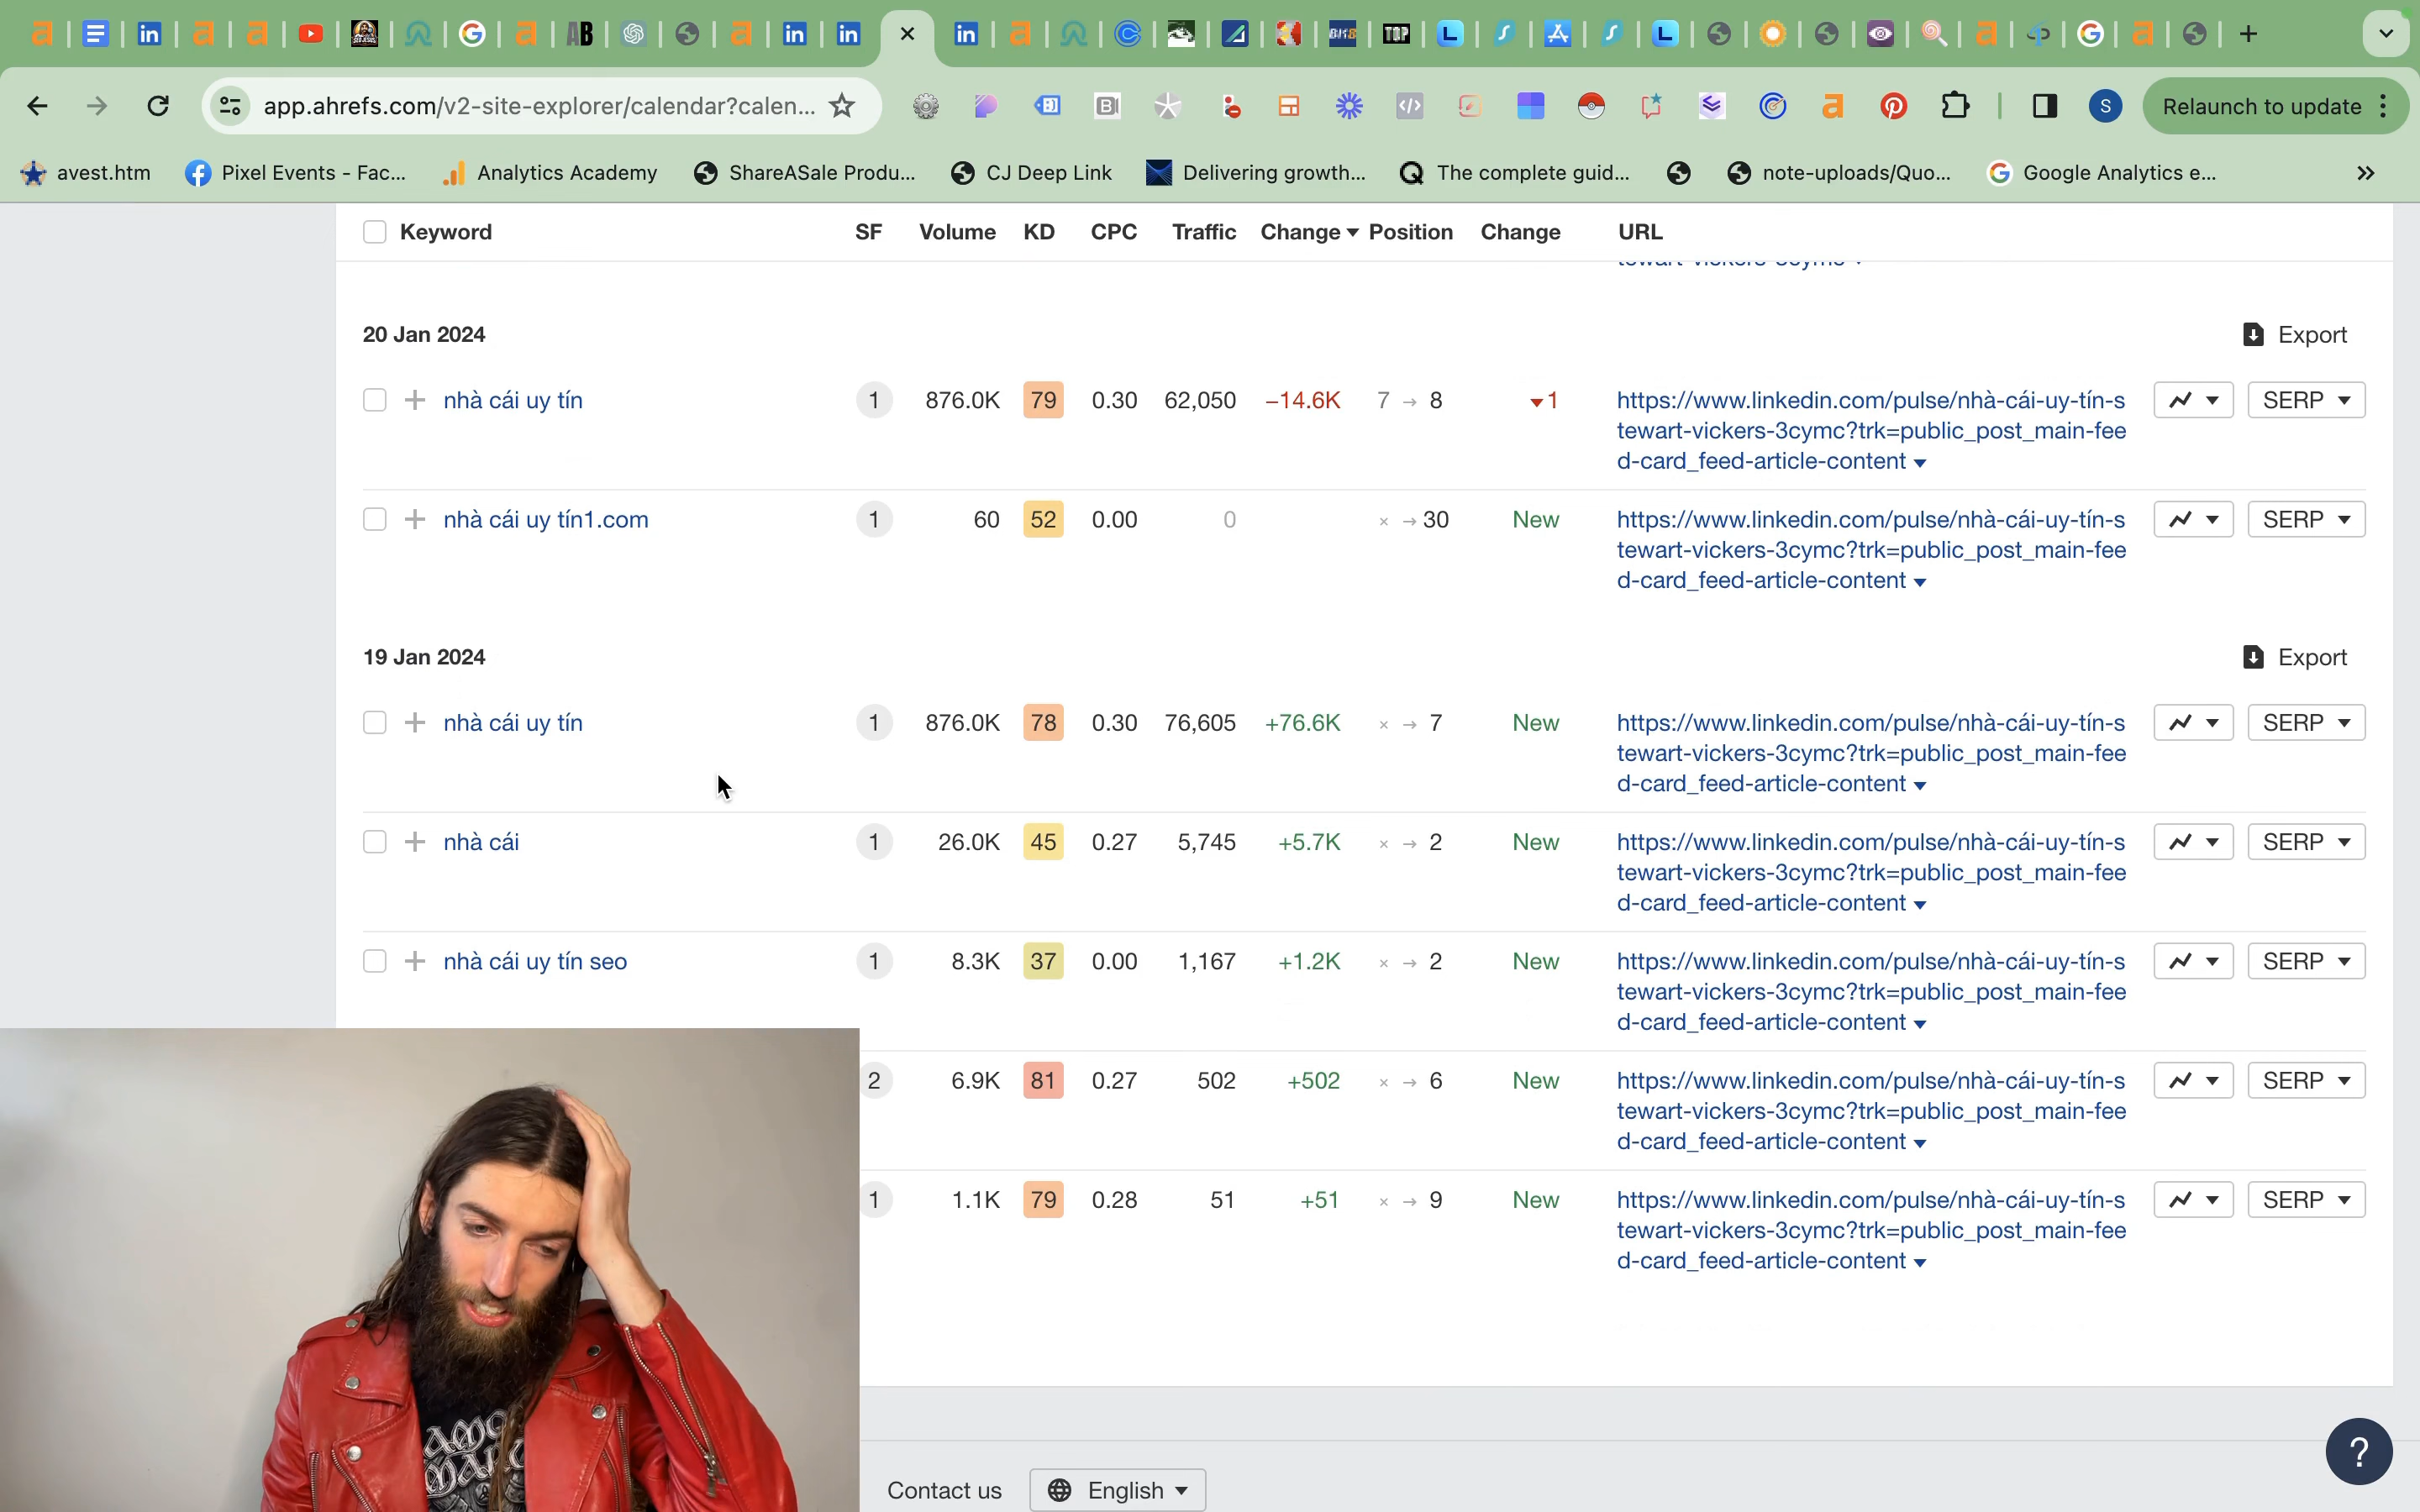 AB
BI18
TOP
app.ahrefs.com/v2-site-explorer/calendar?calen...
S
Relaunch to update
avest.htm
Pixel Events - Fac...
Analytics Academy
ShareASale Produ...
CJ Deep Link
Delivering growth...
The complete guid...
note-uploads/Quo...
Google Analytics e...
Keyword SF Volume KD CPC Traffic Change Position Change URL
20 Jan 2024 Export
nhà cái uy tín 1 876.0K 79 0.30 62,050 −14.6K 7 → 8 1 https://www.linkedin.com/pulse/nhà-cái-uy-tín-s SERP
tewart-vickers-3cymc?trk=public_post_main-fee
d-card_feed-article-content
nhà cái uy tín1.com 1 60 52 0.00 0 × → 30 New https://www.linkedin.com/pulse/nhà-cái-uy-tín-s SERP
tewart-vickers-3cymc?trk=public_post_main-fee
d-card_feed-article-content
19 Jan 2024 Export
nhà cái uy tín 1 876.0K 78 0.30 76,605 +76.6K × → 7 New https://www.linkedin.com/pulse/nhà-cái-uy-tín-s SERP
tewart-vickers-3cymc?trk=public_post_main-fee
d-card_feed-article-content
nhà cái 1 26.0K 45 0.27 5,745 +5.7K × → 2 New https://www.linkedin.com/pulse/nhà-cái-uy-tín-s SERP
tewart-vickers-3cymc?trk=public_post_main-fee
d-card_feed-article-content
nhà cái uy tín seo 1 8.3K 37 0.00 1,167 +1.2K × → 2 New https://www.linkedin.com/pulse/nhà-cái-uy-tín-s SERP
tewart-vickers-3cymc?trk=public_post_main-fee
d-card_feed-article-content
2 6.9K 81 0.27 502 +502 × → 6 New https://www.linkedin.com/pulse/nhà-cái-uy-tín-s SERP
tewart-vickers-3cymc?trk=public_post_main-fee
d-card_feed-article-content
1 1.1K 79 0.28 51 +51 × → 9 New https://www.linkedin.com/pulse/nhà-cái-uy-tín-s SERP
tewart-vickers-3cymc?trk=public_post_main-fee
d-card_feed-article-content
Contact us English
?